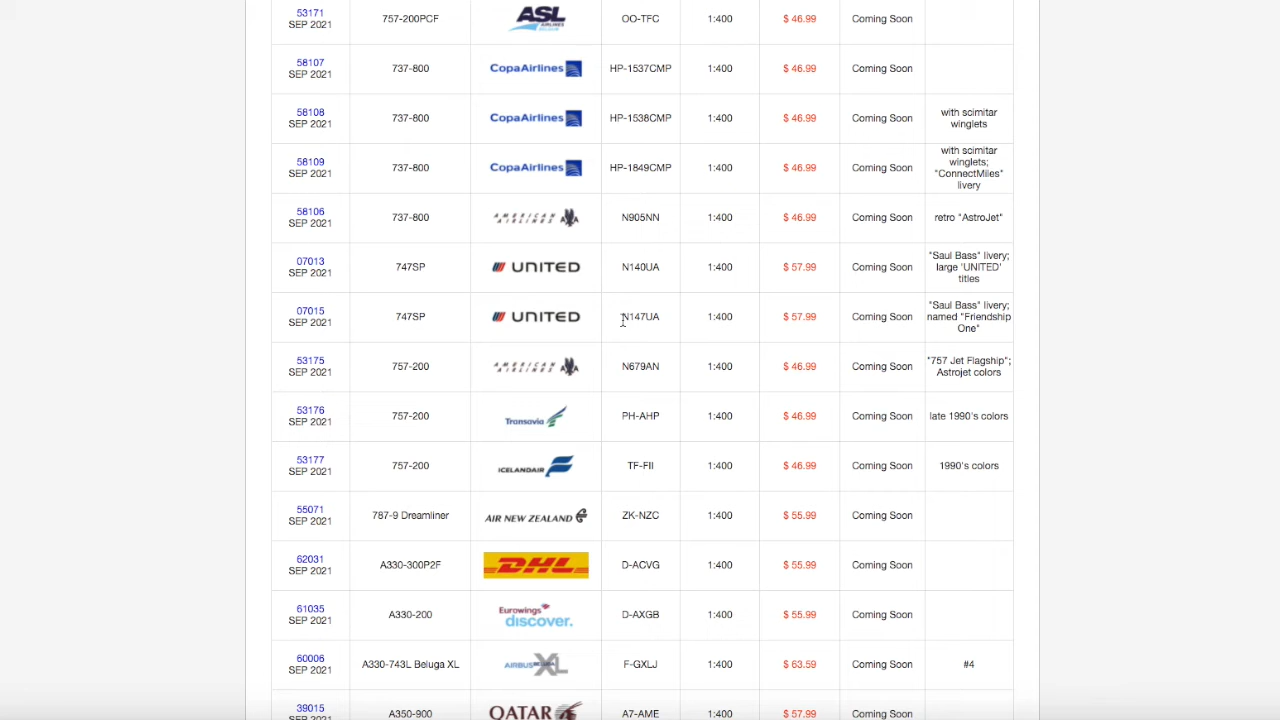 53171
SEP 2021
757-200PCF
ASL
AIRLINES
BELGIUM
OO-TFC
1:400
$ 46.99
Coming Soon
58107
SEP 2021
737-800
CopaAirlines
HP-1537CMP
1:400
$ 46.99
Coming Soon
58108
SEP 2021
737-800
CopaAirlines
HP-1538CMP
1:400
$ 46.99
Coming Soon
with scimitar
winglets
58109
SEP 2021
737-800
CopaAirlines
HP-1849CMP
1:400
$ 46.99
Coming Soon
with scimitar
winglets;
"ConnectMiles"
livery
58106
SEP 2021
737-800
AMERICAN
AIRLINES
N905NN
1:400
$ 46.99
Coming Soon
retro "AstroJet"
07013
SEP 2021
747SP
UNITED
N140UA
1:400
$ 57.99
Coming Soon
"Saul Bass" livery;
large 'UNITED'
titles
07015
SEP 2021
747SP
UNITED
N147UA
1:400
$ 57.99
Coming Soon
"Saul Bass" livery;
named "Friendship
One"
53175
SEP 2021
757-200
AMERICAN
AIRLINES
N679AN
1:400
$ 46.99
Coming Soon
"757 Jet Flagship";
Astrojet colors
53176
SEP 2021
757-200
Transavia
PH-AHP
1:400
$ 46.99
Coming Soon
late 1990's colors
53177
SEP 2021
757-200
ICELANDAIR
TF-FII
1:400
$ 46.99
Coming Soon
1990's colors
55071
SEP 2021
787-9 Dreamliner
AIR NEW ZEALAND
ZK-NZC
1:400
$ 55.99
Coming Soon
62031
SEP 2021
A330-300P2F
DHL
D-ACVG
1:400
$ 55.99
Coming Soon
61035
SEP 2021
A330-200
Eurowings
discover.
D-AXGB
1:400
$ 55.99
Coming Soon
60006
SEP 2021
A330-743L Beluga XL
AIRBUS BELUGA XL
F-GXLJ
1:400
$ 63.59
Coming Soon
#4
39015
SEP 2021
A350-900
QATAR
A7-AME
1:400
$ 57.99
Coming Soon